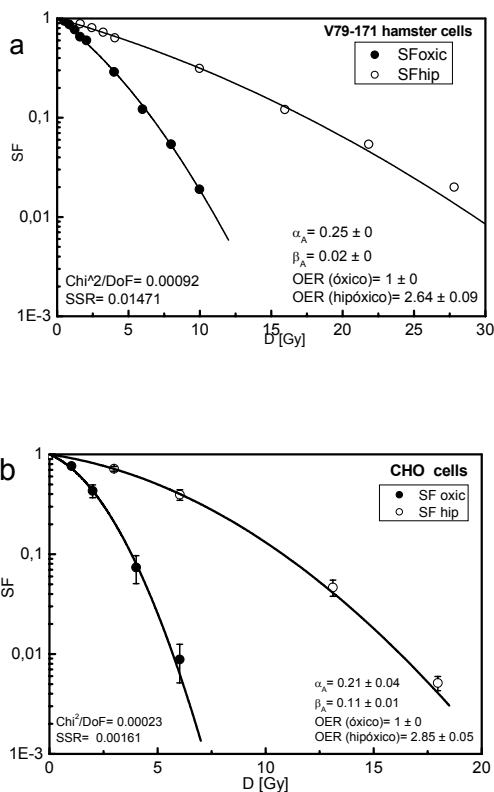 a
V79-171 hamster cells
SFoxic
SFhip
1
0,1
0,01
1E-3
SF
α_A= 0.25 ± 0
β_A= 0.02 ± 0
OER (óxico)= 1 ± 0
OER (hipóxico)= 2.64 ± 0.09
Chi^2/DoF= 0.00092
SSR= 0.01471
0 5 10 15 20 25 30
D [Gy]
b
CHO cells
SF oxic
SF hip
1
0,1
0,01
1E-3
SF
α_A= 0.21 ± 0.04
β_A= 0.11 ± 0.01
OER (óxico)= 1 ± 0
OER (hipóxico)= 2.85 ± 0.05
Chi²/DoF= 0.00023
SSR= 0.00161
0 5 10 15 20
D [Gy]